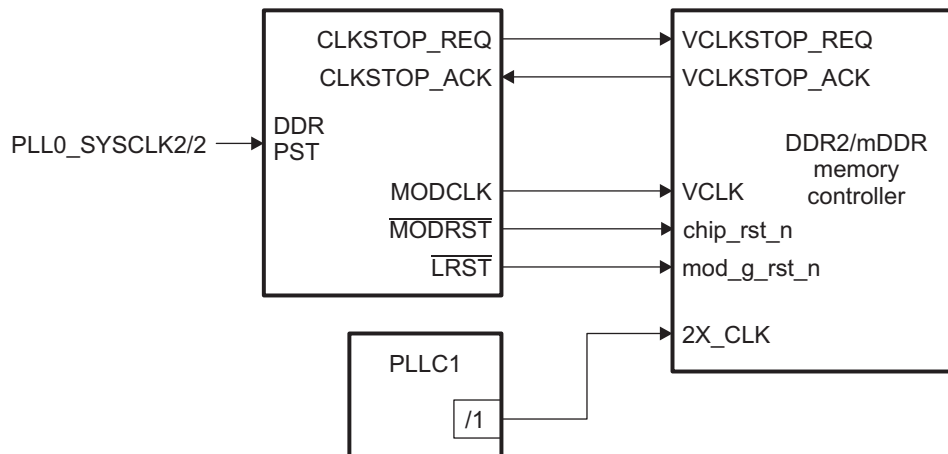 CLKSTOP_REQ
VCLKSTOP_REQ
CLKSTOP_ACK
VCLKSTOP_ACK
PLL0_SYSCLK2/2
DDR
PST
DDR2/mDDR
memory
controller
MODCLK
VCLK
MODRST
chip_rst_n
LRST
mod_g_rst_n
2X_CLK
PLLC1
/1